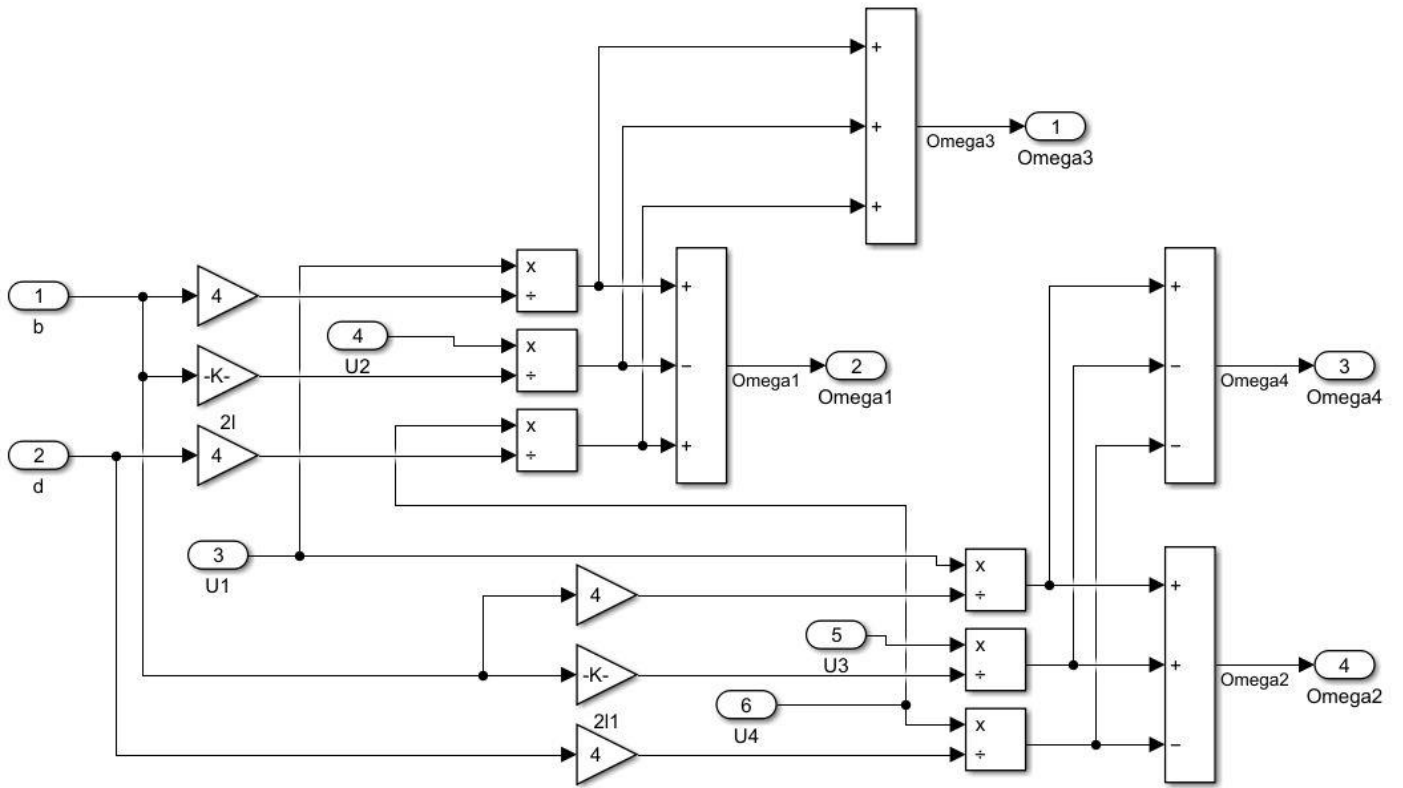 +
+
Omega3
1
Omega3
+
x
÷
1
b
4
+
+
4
U2
x
÷
-
Omega1
2
Omega1
-
Omega4
3
Omega4
-K-
2l
x
÷
+
-
2
d
4
3
U1
x
÷
+
4
5
U3
x
÷
+
Omega2
4
Omega2
-K-
2l1
6
U4
x
÷
-
4